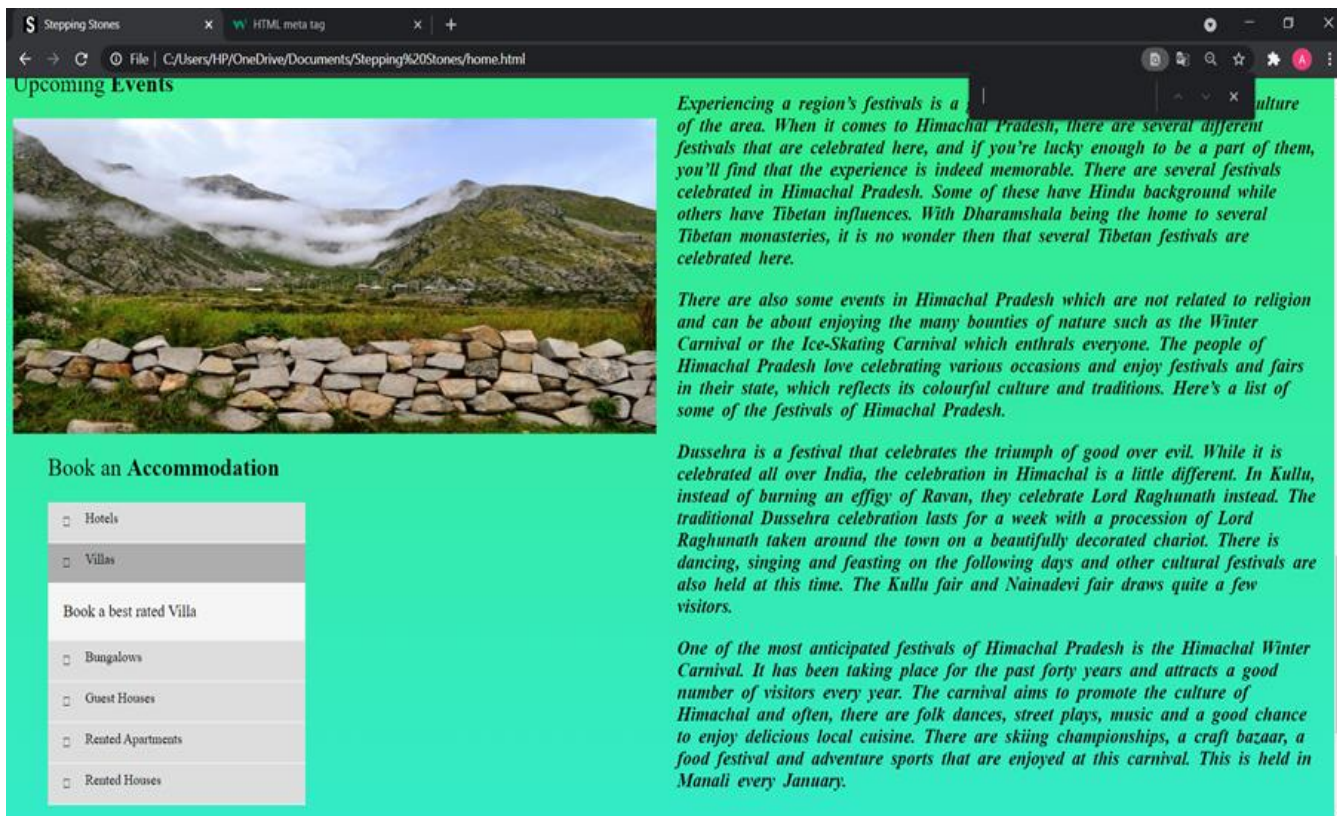 Stepping Stones
HTML meta tag
File | C:/Users/HP/OneDrive/Documents/Stepping%20Stones/home.html
A
Upcoming Events
Book an Accommodation
Hotels
Villas
Book a best rated Villa
Bungalows
Guest Houses
Rented Apartments
Rented Houses
Experiencing a region's festivals is a ulture
of the area. When it comes to Himachal Pradesh, there are several different
festivals that are celebrated here, and if you're lucky enough to be a part of them,
you'll find that the experience is indeed memorable. There are several festivals
celebrated in Himachal Pradesh. Some of these have Hindu background while
others have Tibetan influences. With Dharamshala being the home to several
Tibetan monasteries, it is no wonder then that several Tibetan festivals are
celebrated here.
There are also some events in Himachal Pradesh which are not related to religion
and can be about enjoying the many bounties of nature such as the Winter
Carnival or the Ice-Skating Carnival which enthrals everyone. The people of
Himachal Pradesh love celebrating various occasions and enjoy festivals and fairs
in their state, which reflects its colourful culture and traditions. Here's a list of
some of the festivals of Himachal Pradesh.
Dussehra is a festival that celebrates the triumph of good over evil. While it is
celebrated all over India, the celebration in Himachal is a little different. In Kullu,
instead of burning an effigy of Ravan, they celebrate Lord Raghunath instead. The
traditional Dussehra celebration lasts for a week with a procession of Lord
Raghunath taken around the town on a beautifully decorated chariot. There is
dancing, singing and feasting on the following days and other cultural festivals are
also held at this time. The Kullu fair and Nainadevi fair draws quite a few
visitors.
One of the most anticipated festivals of Himachal Pradesh is the Himachal Winter
Carnival. It has been taking place for the past forty years and attracts a good
number of visitors every year. The carnival aims to promote the culture of
Himachal and often, there are folk dances, street plays, music and a good chance
to enjoy delicious local cuisine. There are skiing championships, a craft bazaar, a
food festival and adventure sports that are enjoyed at this carnival. This is held in
Manali every January.